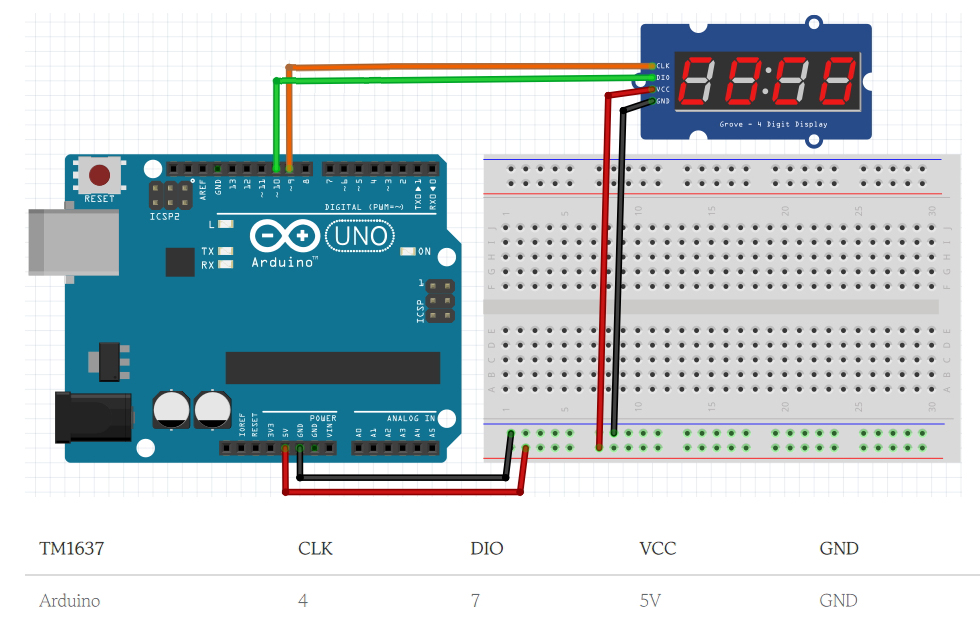 CLK
DIO
VCC
GND
Grove - 4 Digit Display
RESET
ICSP2
AREF
GND
13
12
~11
~10
~9
8
7
~6
~5
4
~3
2
TXD▶1
RXD◀0
DIGITAL (PWM=~)
L
TX
RX
UNO
Arduino™
ON
1
ICSP
POWER
ANALOG IN
IOREF
RESET
3V3
5V
GND
GND
VIN
A0
A1
A2
A3
A4
A5
1 5 10 15 20 25 30
J J
I I
H H
G G
F F
E E
D D
C C
B B
A A
1 5 10 15 20 25 30
TM1637 CLK DIO VCC GND
Arduino 4 7 5V GND